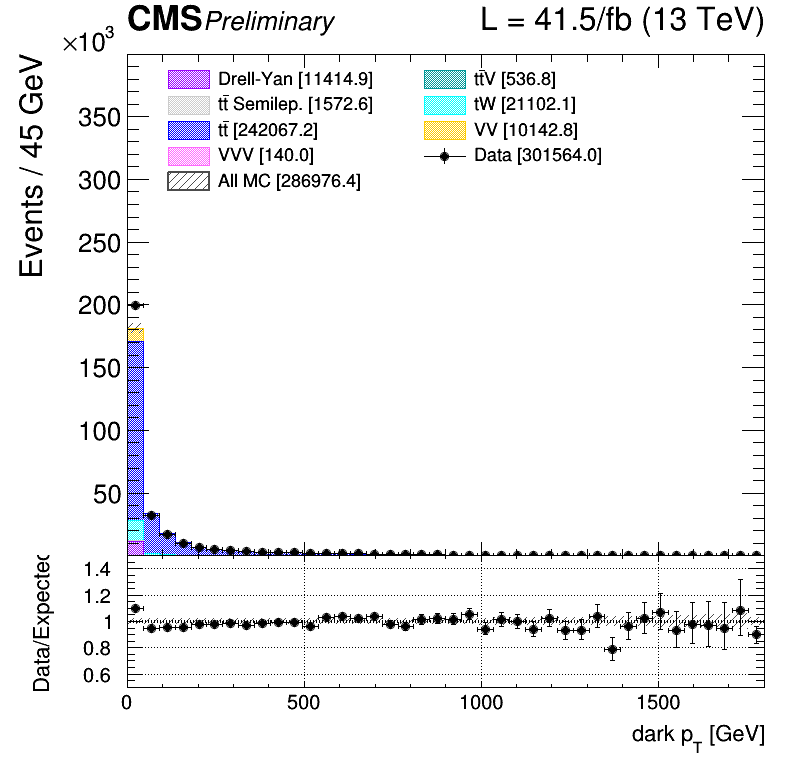 CMS Preliminary L = 41.5/fb (13 TeV)
×10³
Events / 45 GeV
Drell-Yan [11414.9]
tt̄ Semilep. [1572.6]
tt̄ [242067.2]
VVV [140.0]
All MC [286976.4]
tt̄V [536.8]
tW [21102.1]
VV [10142.8]
Data [301564.0]
350
300
250
200
150
100
50
Data/Expected
1.4
1.2
1
0.8
0.6
0 500 1000 1500
dark p_T [GeV]